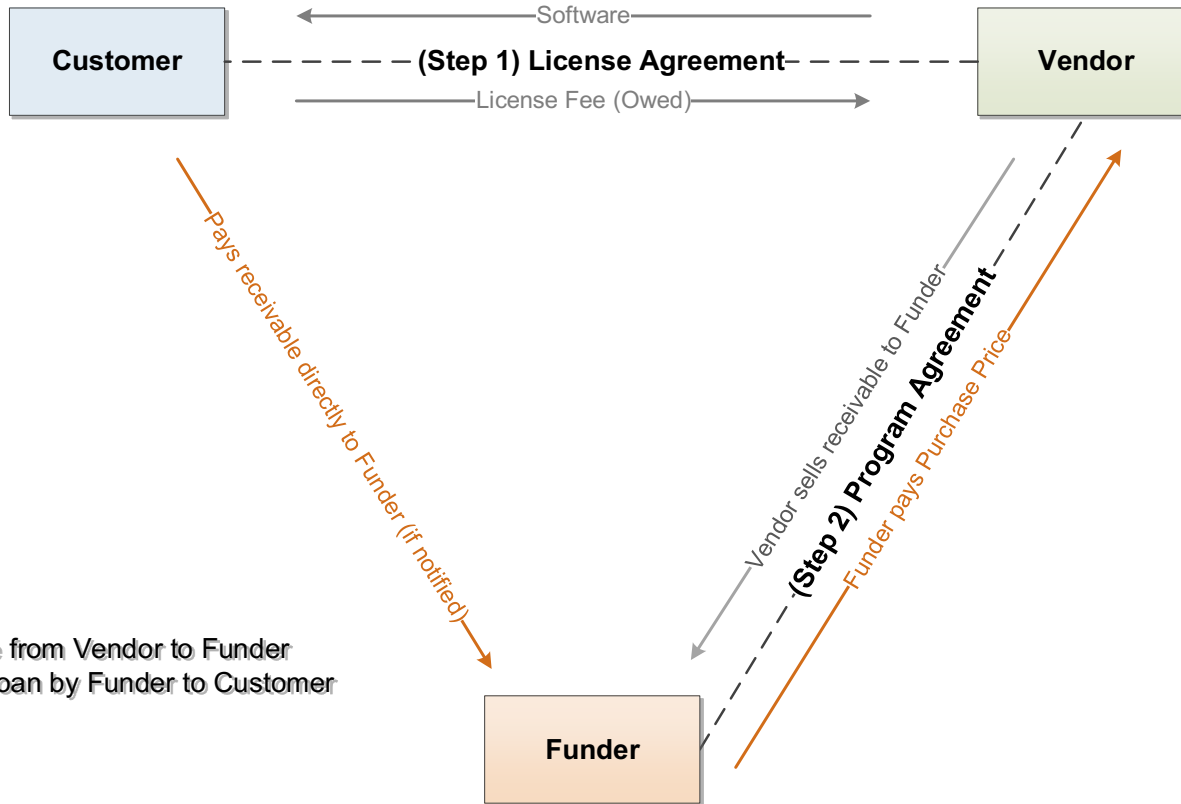 Software
Customer
(Step 1) License Agreement
Vendor
License Fee (Owed)
Pays receivable directly to Funder (if notified)
Vendor sells receivable to Funder
(Step 2) Program Agreement
Funder pays Purchase Price
from Vendor to Funder
by Funder to Customer
Funder